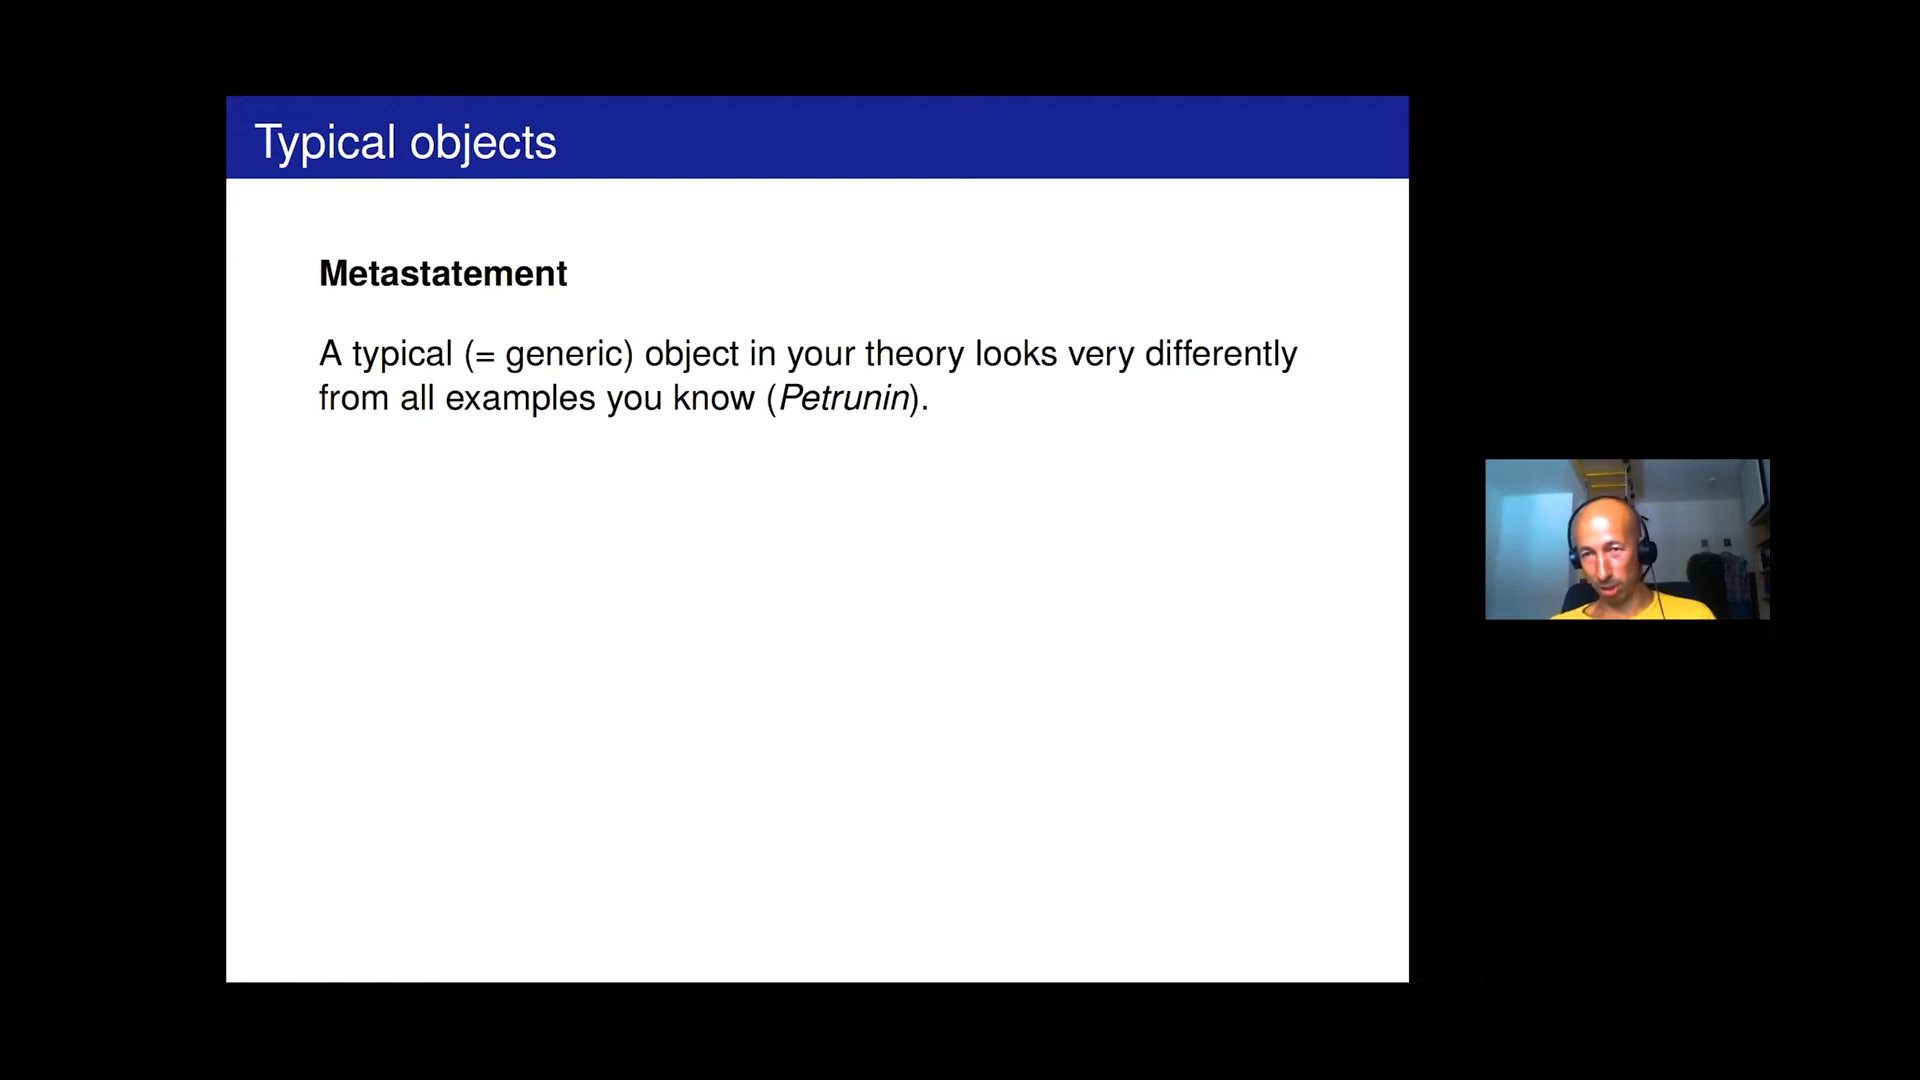 Typical objects
Metastatement
A typical (= generic) object in your theory looks very differently
from all examples you know (Petrunin).